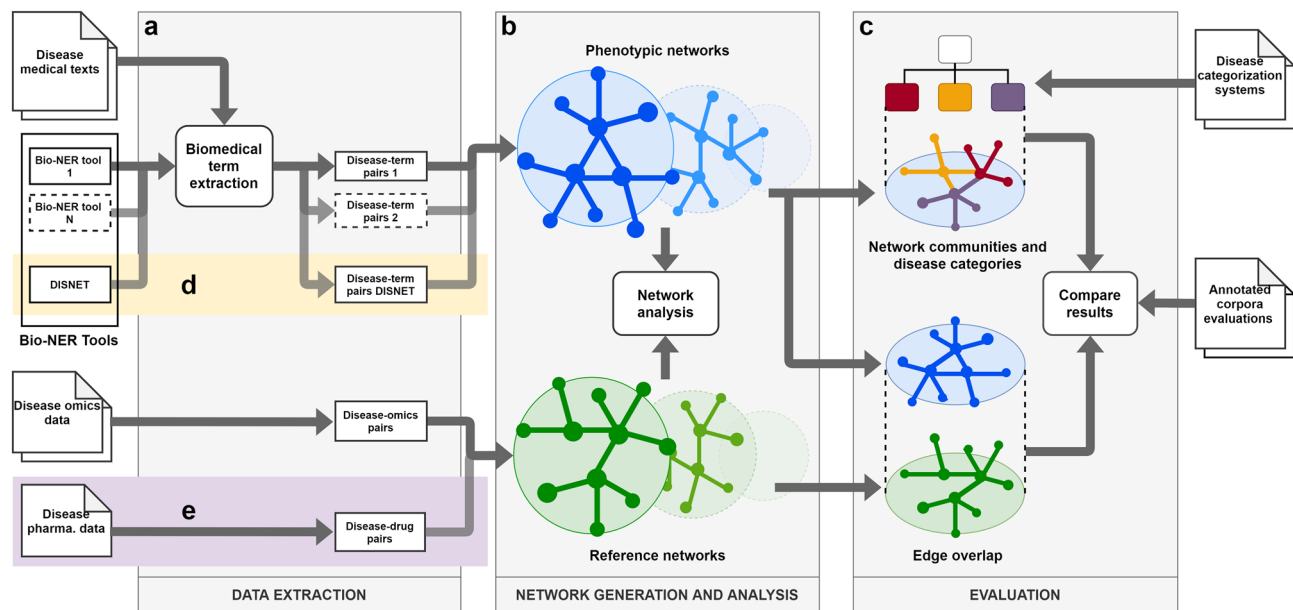 a
b
c
Disease
medical texts
Bio-NER tool
1
Bio-NER tool
N
DISNET
Bio-NER Tools
d
Biomedical
term
extraction
Disease-term
pairs 1
Disease-term
pairs 2
Disease-term
pairs DISNET
Disease omics
data
Disease-omics
pairs
Disease
pharma. data
e
Disease-drug
pairs
DATA EXTRACTION
Phenotypic networks
Network
analysis
Reference networks
NETWORK GENERATION AND ANALYSIS
Network communities and
disease categories
Edge overlap
Compare
results
EVALUATION
Disease
categorization
systems
Annotated
corpora
evaluations